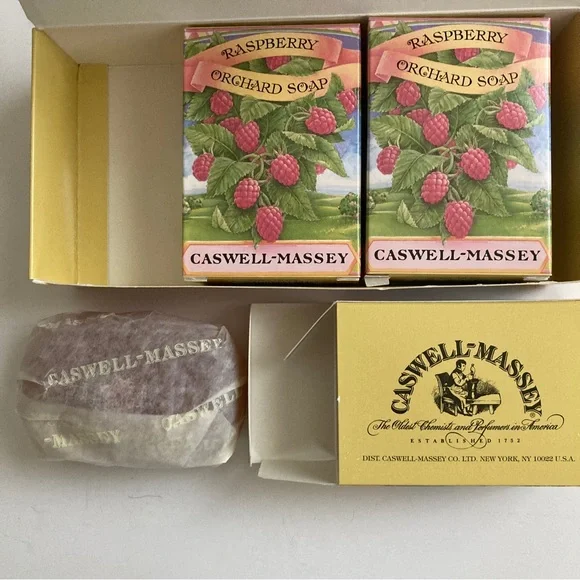 RASPBERRY
ORCHARD SOAP
CASWELL-MASSEY
RASPBERRY
ORCHARD SOAP
CASWELL-MASSEY
CASWELL-MASSEY
CASWELL
MASSEY
CASWELL-MASSEY
The Oldest Chemists and Perfumers in America
ESTABLISHED 1752
DIST. CASWELL-MASSEY CO. LTD. NEW YORK, NY 10022 U.S.A.